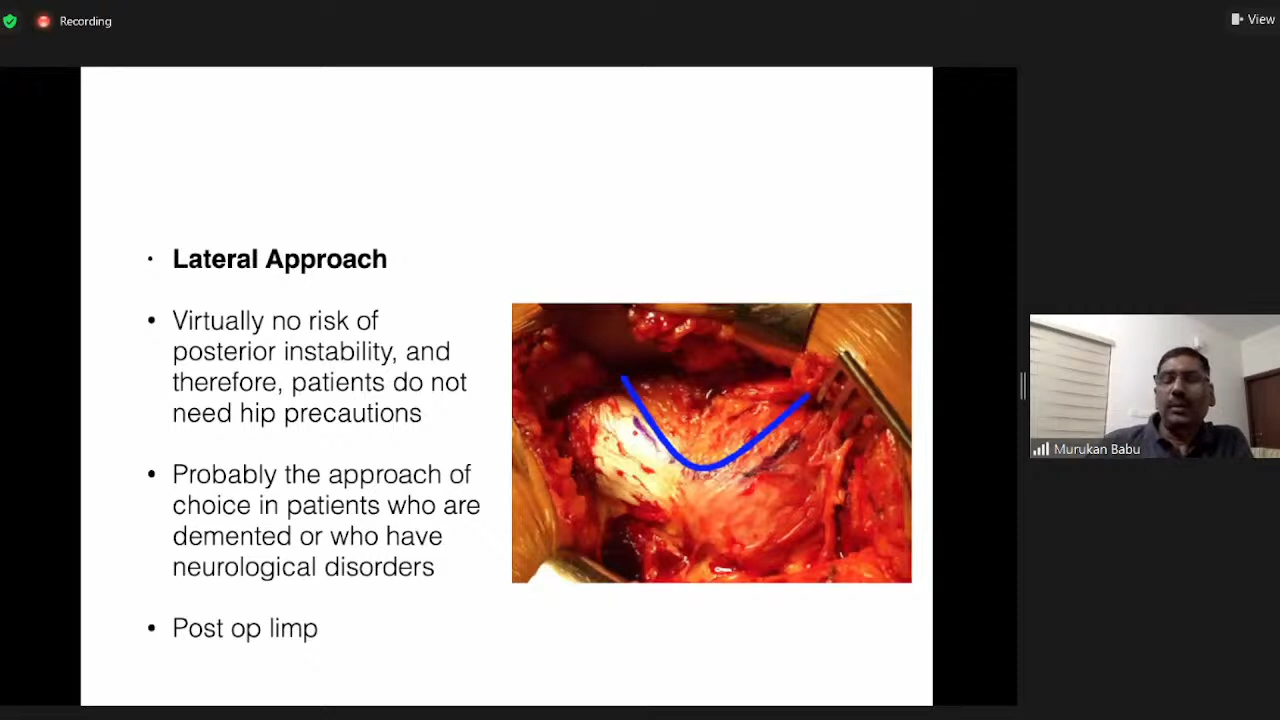 Recording
View
• Lateral Approach
• Virtually no risk of
posterior instability, and
therefore, patients do not
need hip precautions
• Probably the approach of
choice in patients who are
demented or who have
neurological disorders
• Post op limp
Murukan Babu